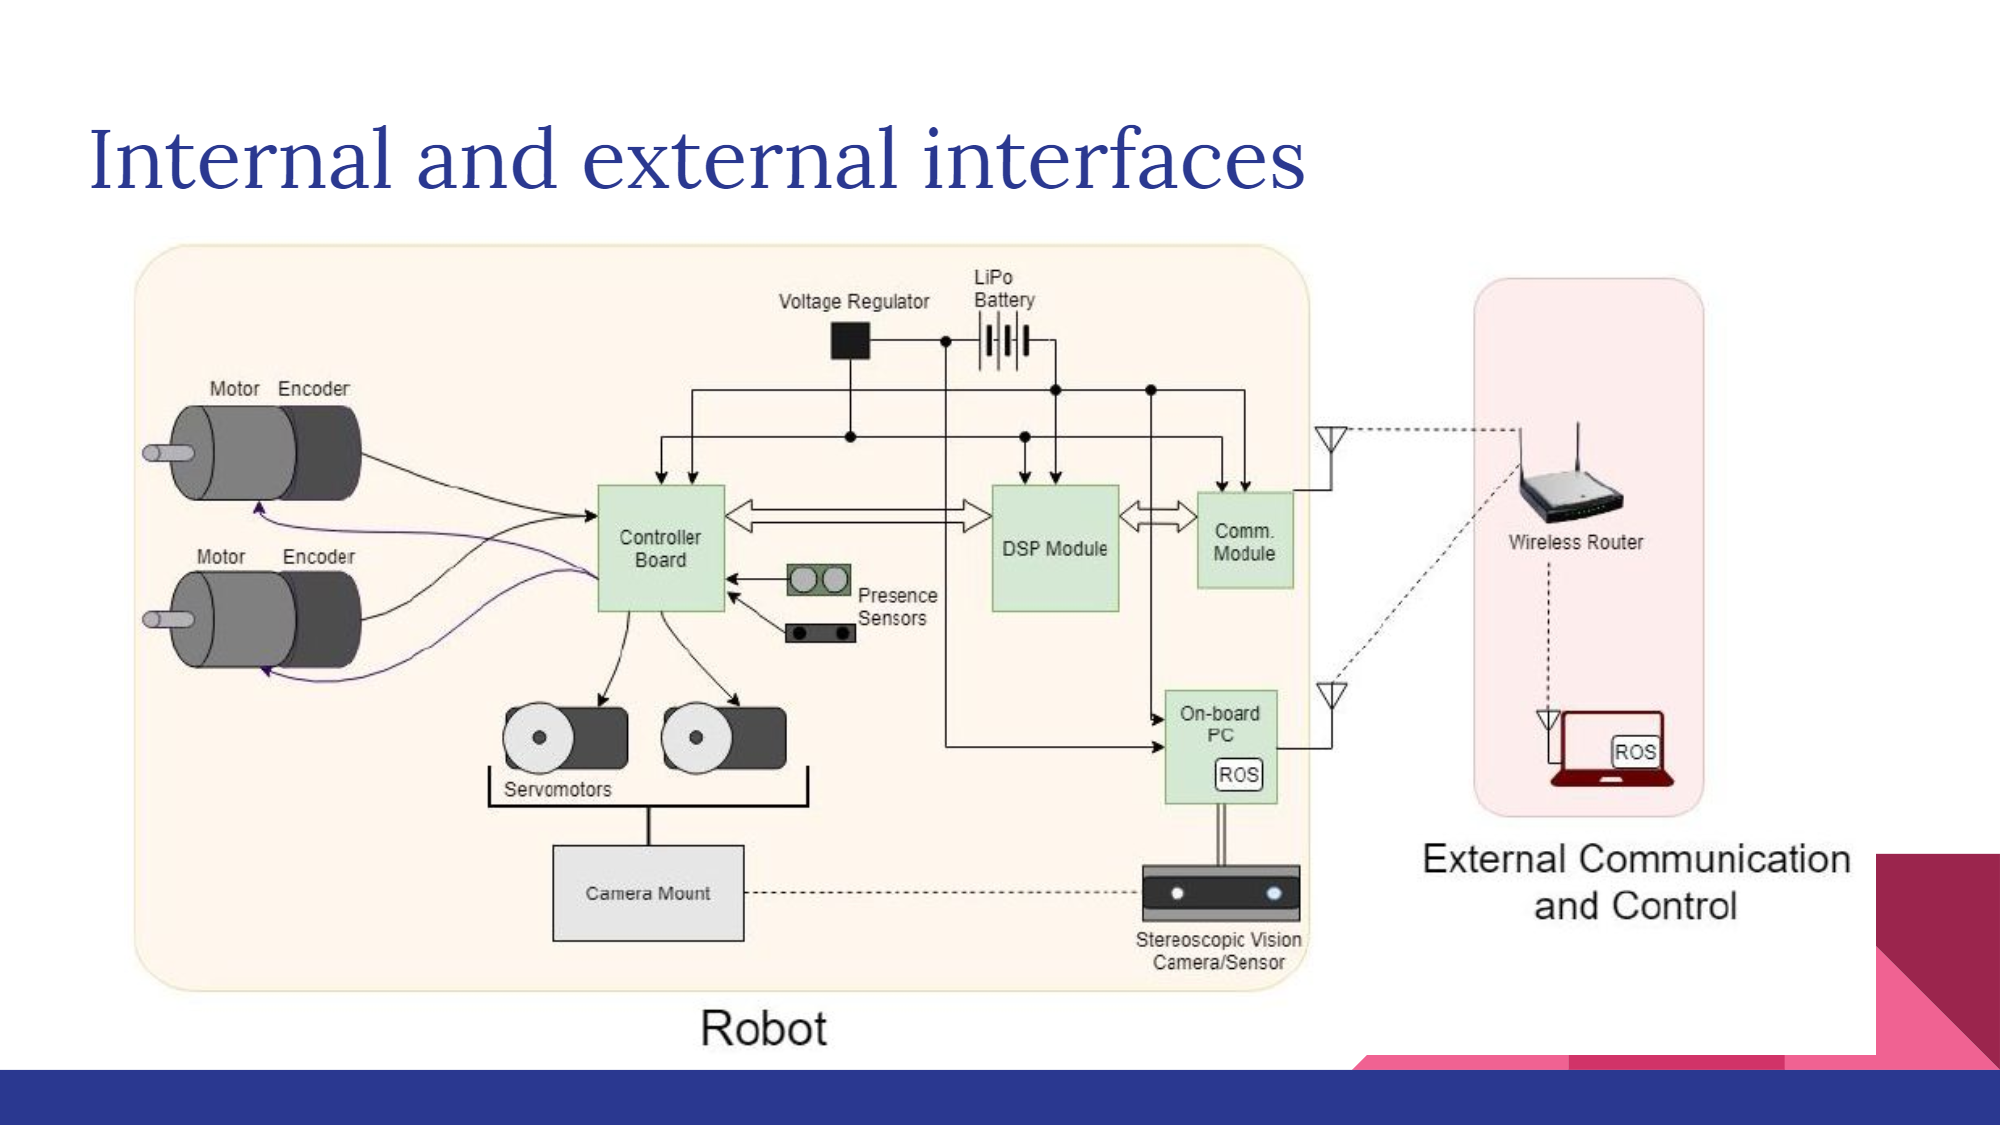 Internal and external interfaces
LiPo
Battery
Voltage Regulator
Motor Encoder
Motor Encoder
Controller
Board
DSP Module
Comm.
Module
Presence
Sensors
Wireless Router
On-board
PC
ROS
ROS
Servomotors
Camera Mount
Stereoscopic Vision
Camera/Sensor
External Communication
and Control
Robot